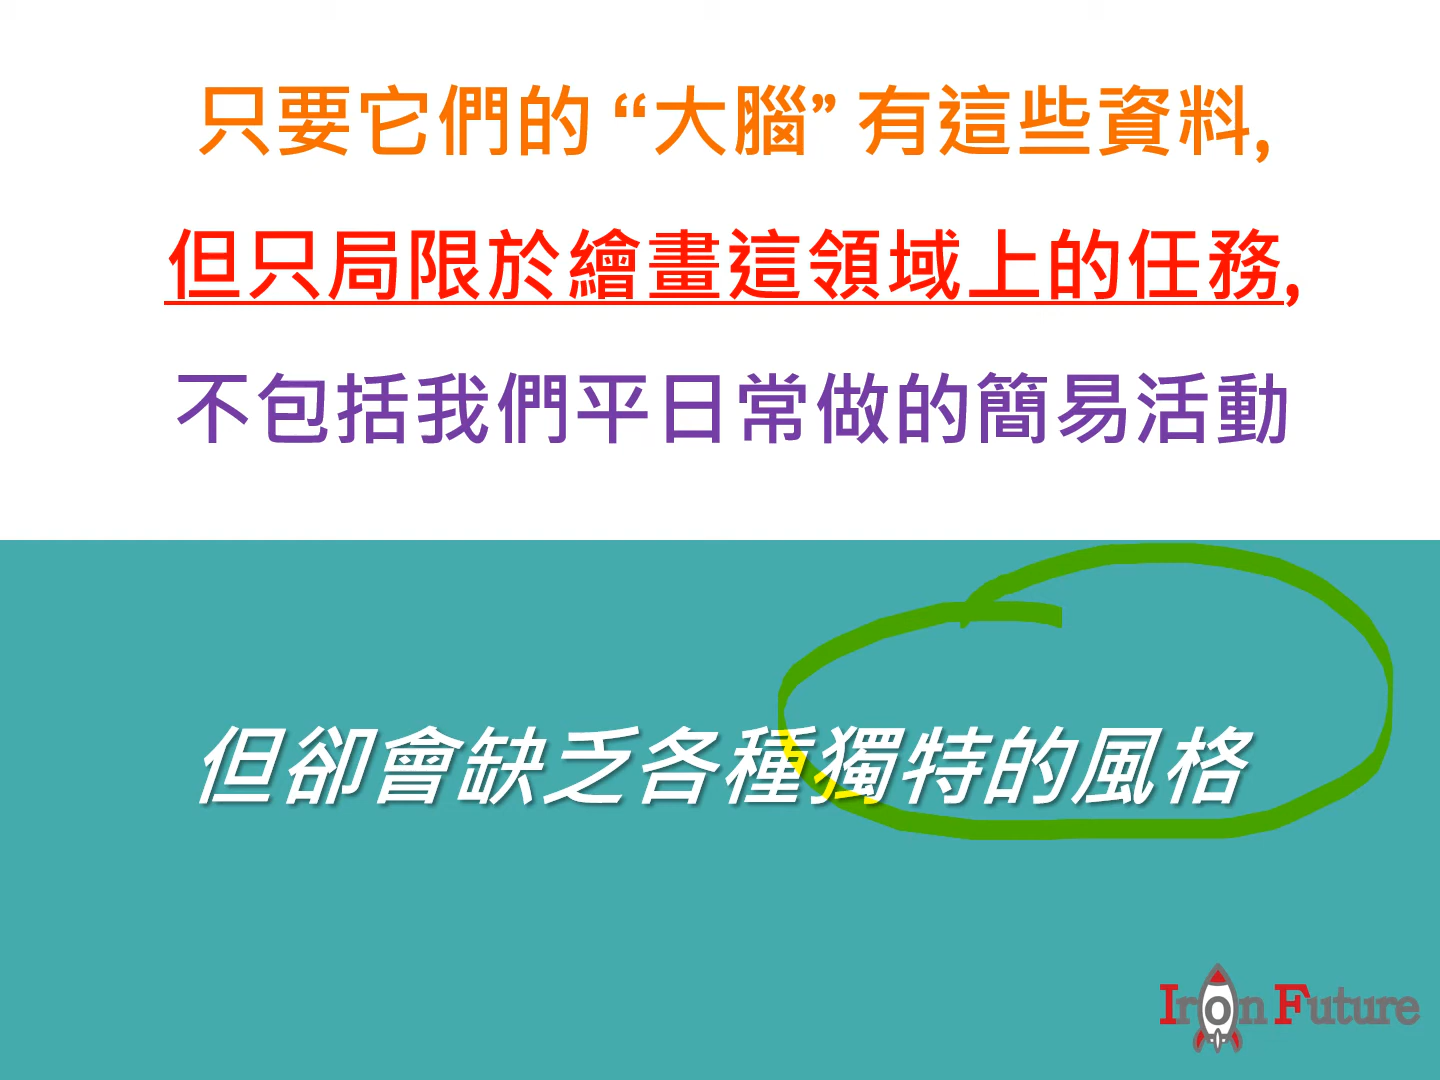 只要它們的 “大腦” 有這些資料,
但只局限於繪畫這領域上的任務,
不包括我們平日常做的簡易活動
但卻會缺乏各種獨特的風格
Iron Future